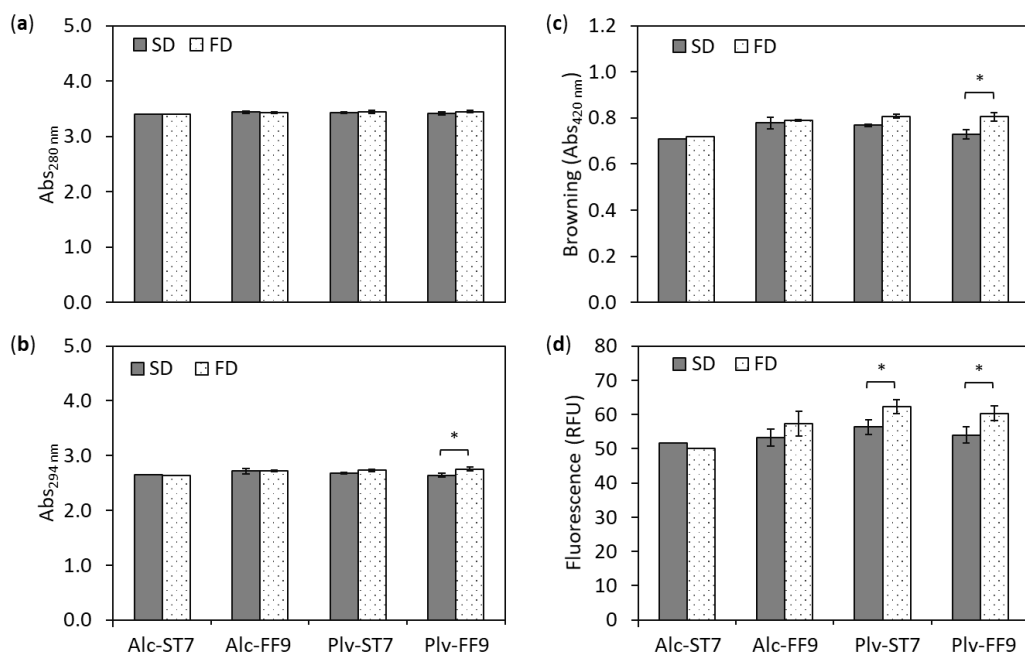 (a)
5.0
4.0
3.0
2.0
1.0
0.0
Abs280 nm
SD FD
(b)
5.0
4.0
3.0
2.0
1.0
0.0
Abs294 nm
SD FD
*
Alc-ST7 Alc-FF9 Plv-ST7 Plv-FF9
(c)
1.2
1.0
0.8
0.6
0.4
0.2
0.0
Browning (Abs420 nm)
SD FD
*
(d)
80
70
60
50
40
30
20
10
0
Fluorescence (RFU)
SD FD
* *
Alc-ST7 Alc-FF9 Plv-ST7 Plv-FF9